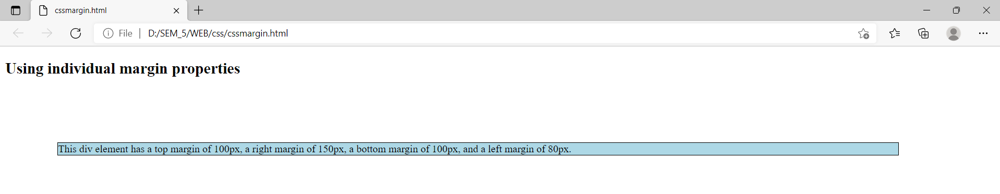 cssmargin.html
File D:/SEM_5/WEB/css/cssmargin.html
Using individual margin properties
This div element has a top margin of 100px, a right margin of 150px, a bottom margin of 100px, and a left margin of 80px.